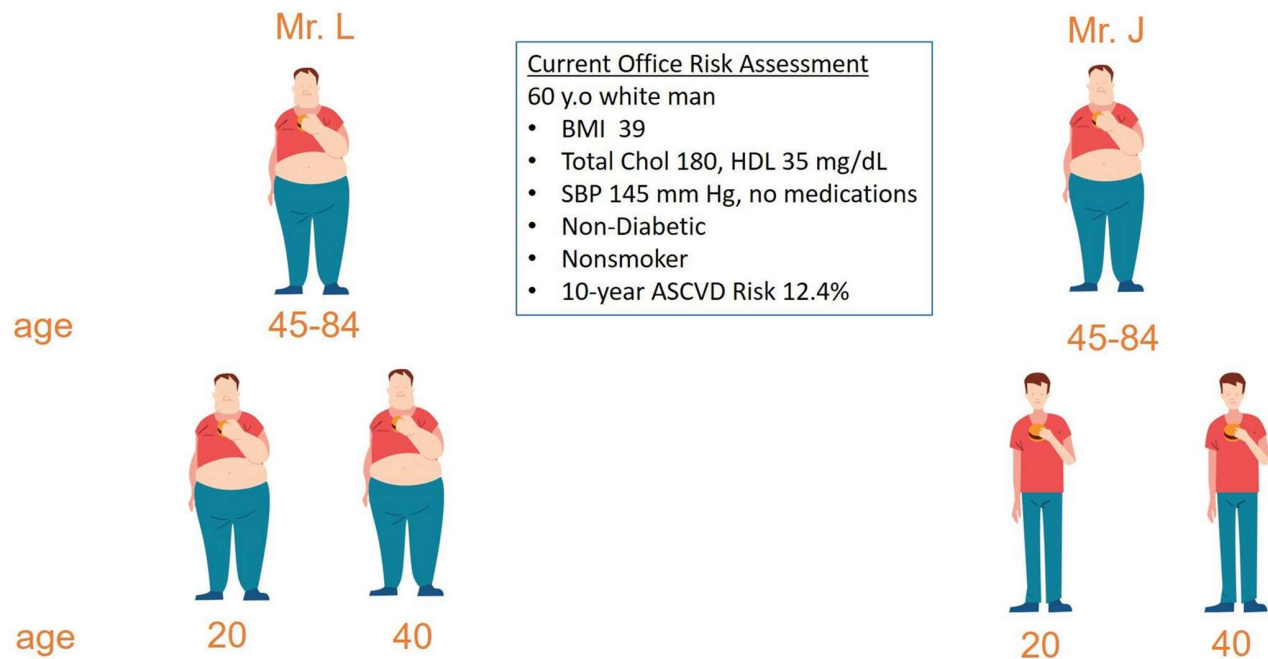 Mr. L
Mr. J
Current Office Risk Assessment
60 y.o white man
• BMI 39
• Total Chol 180, HDL 35 mg/dL
• SBP 145 mm Hg, no medications
• Non-Diabetic
• Nonsmoker
• 10-year ASCVD Risk 12.4%
age 45-84 45-84
age 20 40 20 40